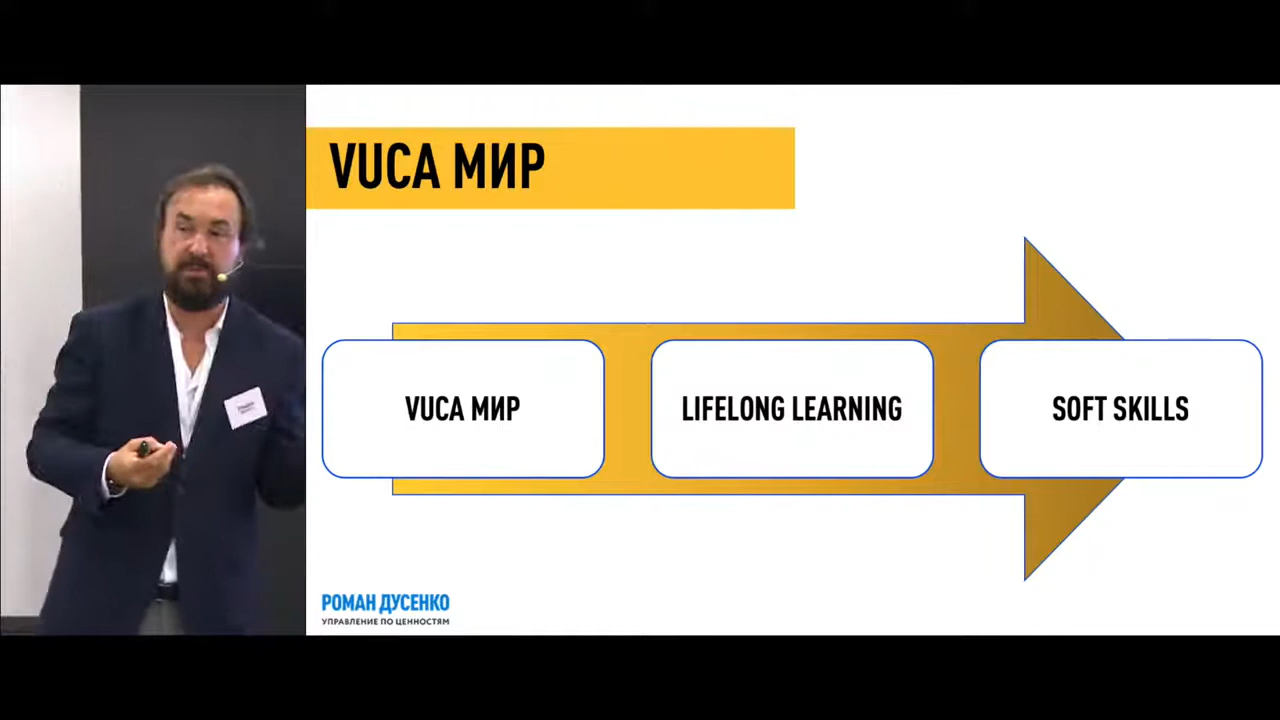 VUCA МИР
VUCA МИР
LIFELONG LEARNING
SOFT SKILLS
РОМАН ДУСЕНКО
УПРАВЛЕНИЕ ПО ЦЕННОСТЯМ